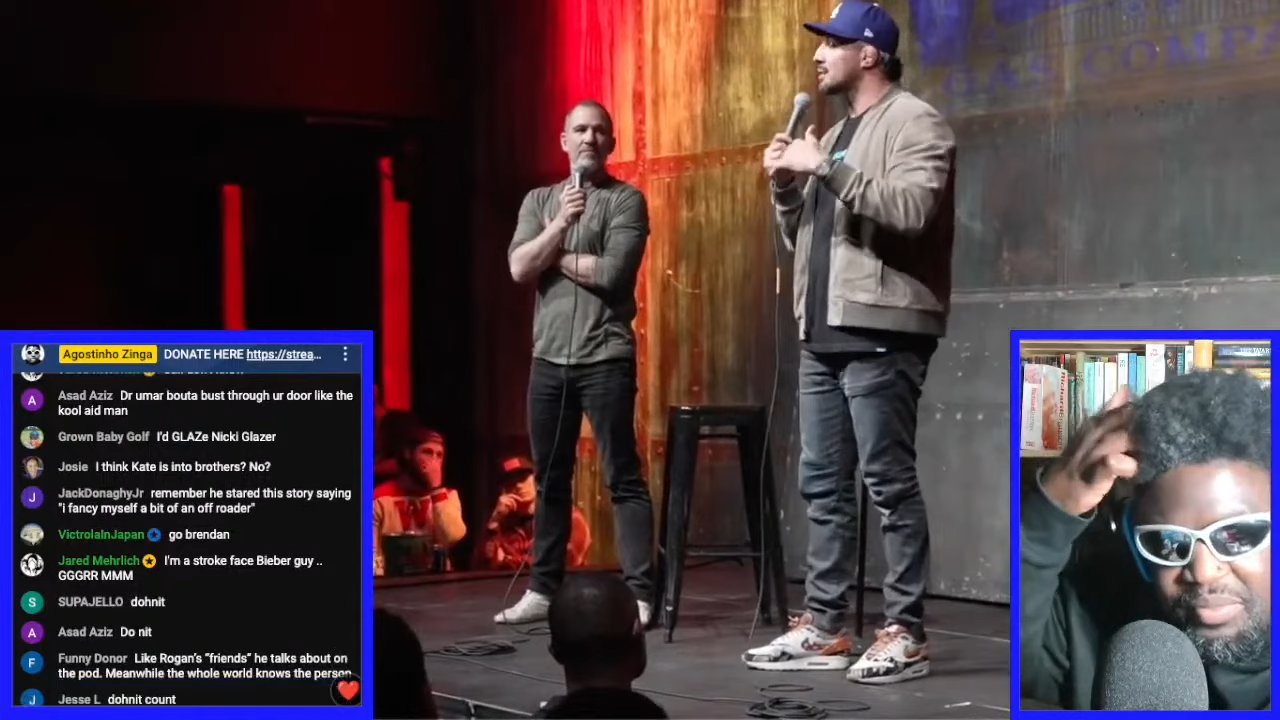 GAS COMPA
Agostinho Zinga DONATE HERE https://strea...
Asad Aziz Dr umar bouta bust through ur door like the
kool aid man
Grown Baby Golf I'd GLAZe Nicki Glazer
Josie I think Kate is into brothers? No?
JackDonaghyJr remember he stared this story saying
"i fancy myself a bit of an off roader"
VictrolaInJapan go brendan
Jared Mehrlich I'm a stroke face Bieber guy ..
GGGRR MMM
SUPAJELLO dohnit
Asad Aziz Do nit
Funny Donor Like Rogan's "friends" he talks about on
the pod. Meanwhile the whole world knows the person
Jesse L dohnit count